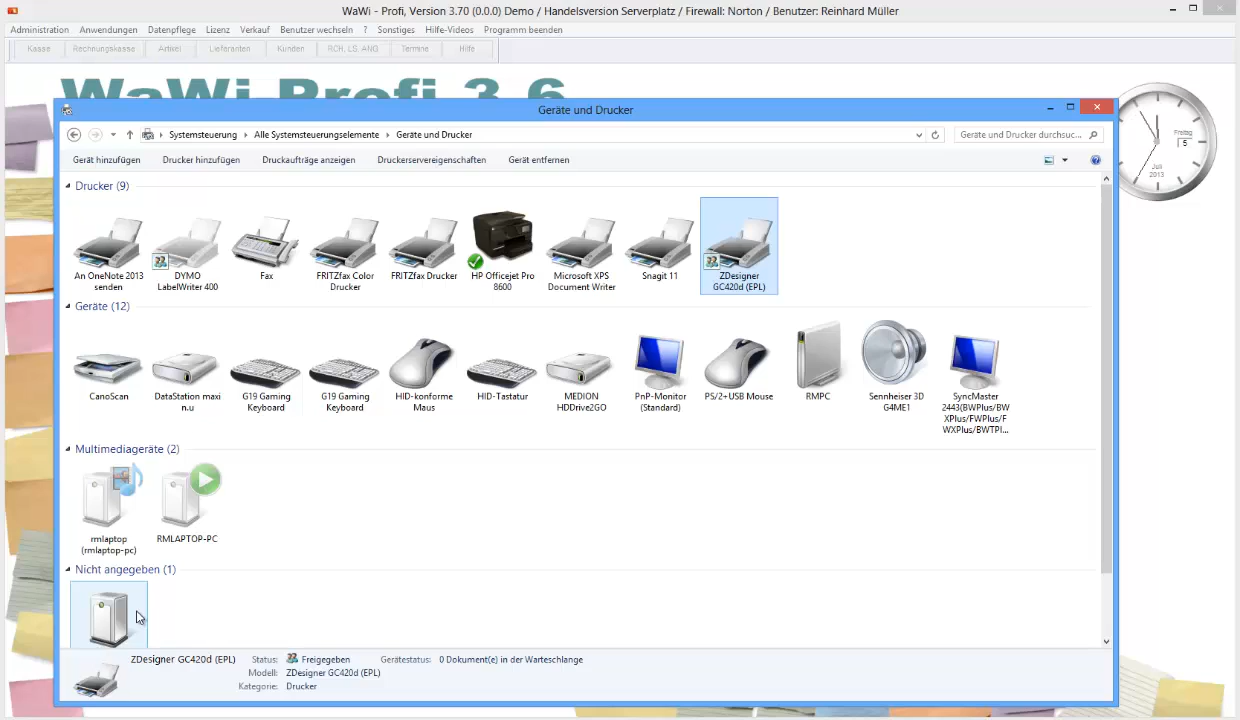 WaWi - Profi, Version 3.70 (0.0.0) Demo / Handelsversion Serverplatz / Firewall: Norton / Benutzer: Reinhard Müller
Administration Anwendungen Datenpflege Lizenz Verkauf Benutzer wechseln ? Sonstiges Hilfe-Videos Programm beenden
Kasse Rechnungskasse Artikel Lieferanten Kunden RCH, LS, ANG Termine Hilfe
WaWi Profi 3.6
Geräte und Drucker
Systemsteuerung Alle Systemsteuerungselemente Geräte und Drucker Geräte und Drucker durchsuc...
Freitag
5
Juli
2013
Gerät hinzufügen Drucker hinzufügen Druckaufträge anzeigen Druckerservereigenschaften Gerät entfernen
Drucker (9)
An OneNote 2013 senden
DYMO LabelWriter 400
Fax
FRITZfax Color Drucker
FRITZfax Drucker
HP Officejet Pro 8600
Microsoft XPS Document Writer
Snagit 11
ZDesigner GC420d (EPL)
Geräte (12)
CanoScan
DataStation maxi n.u
G19 Gaming Keyboard
G19 Gaming Keyboard
HID-konforme Maus
HID-Tastatur
MEDION HDDrive2GO
PnP-Monitor (Standard)
PS/2+USB Mouse
RMPC
Sennheiser 3D G4ME1
SyncMaster 2443(BWPlus/BW XPlus/FWPlus/F WXPlus/BWTPl...
Multimediageräte (2)
rmlaptop (rmlaptop-pc)
RMLAPTOP-PC
Nicht angegeben (1)
ZDesigner GC420d (EPL) Status: Freigegeben Gerätestatus: 0 Dokument(e) in der Warteschlange
Modell: ZDesigner GC420d (EPL)
Kategorie: Drucker